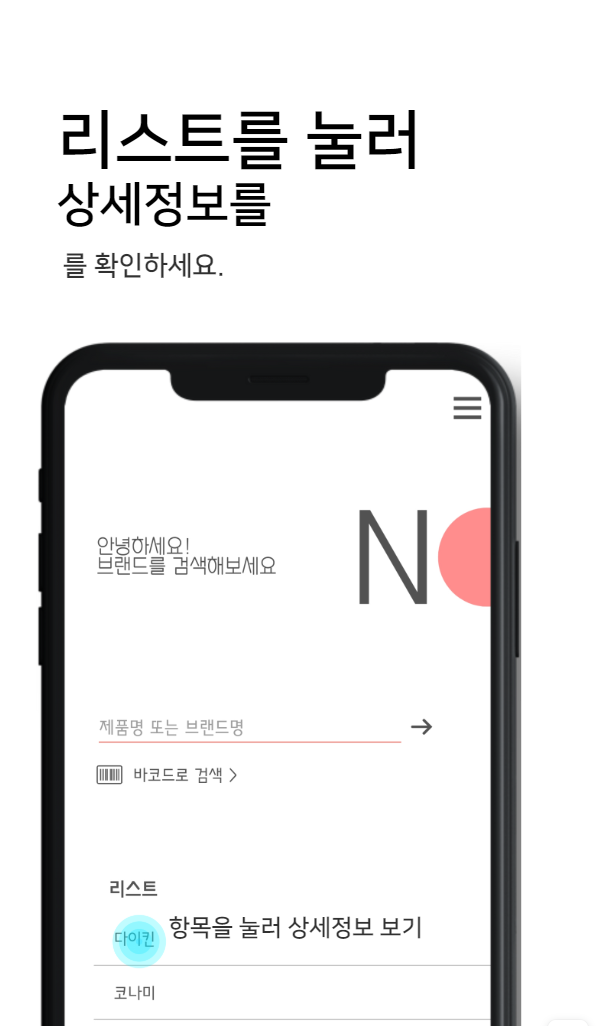 리스트를 눌러
상세정보를
를 확인하세요.
안녕하세요!
브랜드를 검색해보세요
N
제품명 또는 브랜드명
바코드로 검색 >
리스트
다이킨
항목을 눌러 상세정보 보기
코나미